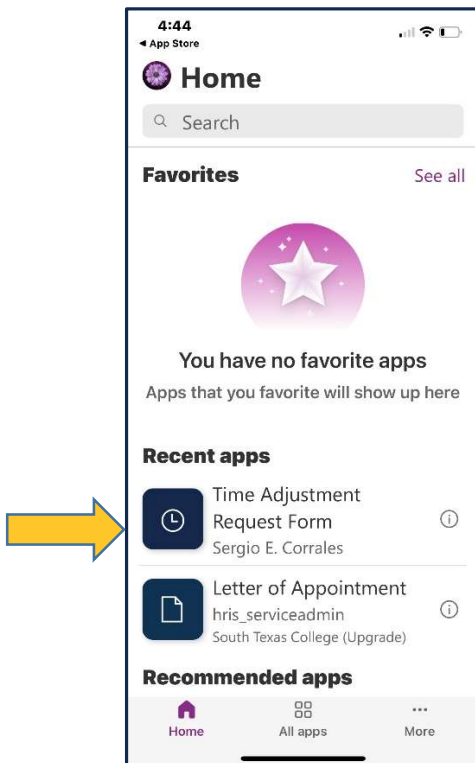 4:44
◀ App Store
Home
Search
Favorites
See all
You have no favorite apps
Apps that you favorite will show up here
Recent apps
Time Adjustment
Request Form
Sergio E. Corrales
Letter of Appointment
hris_serviceadmin
South Texas College (Upgrade)
Recommended apps
Home
All apps
More